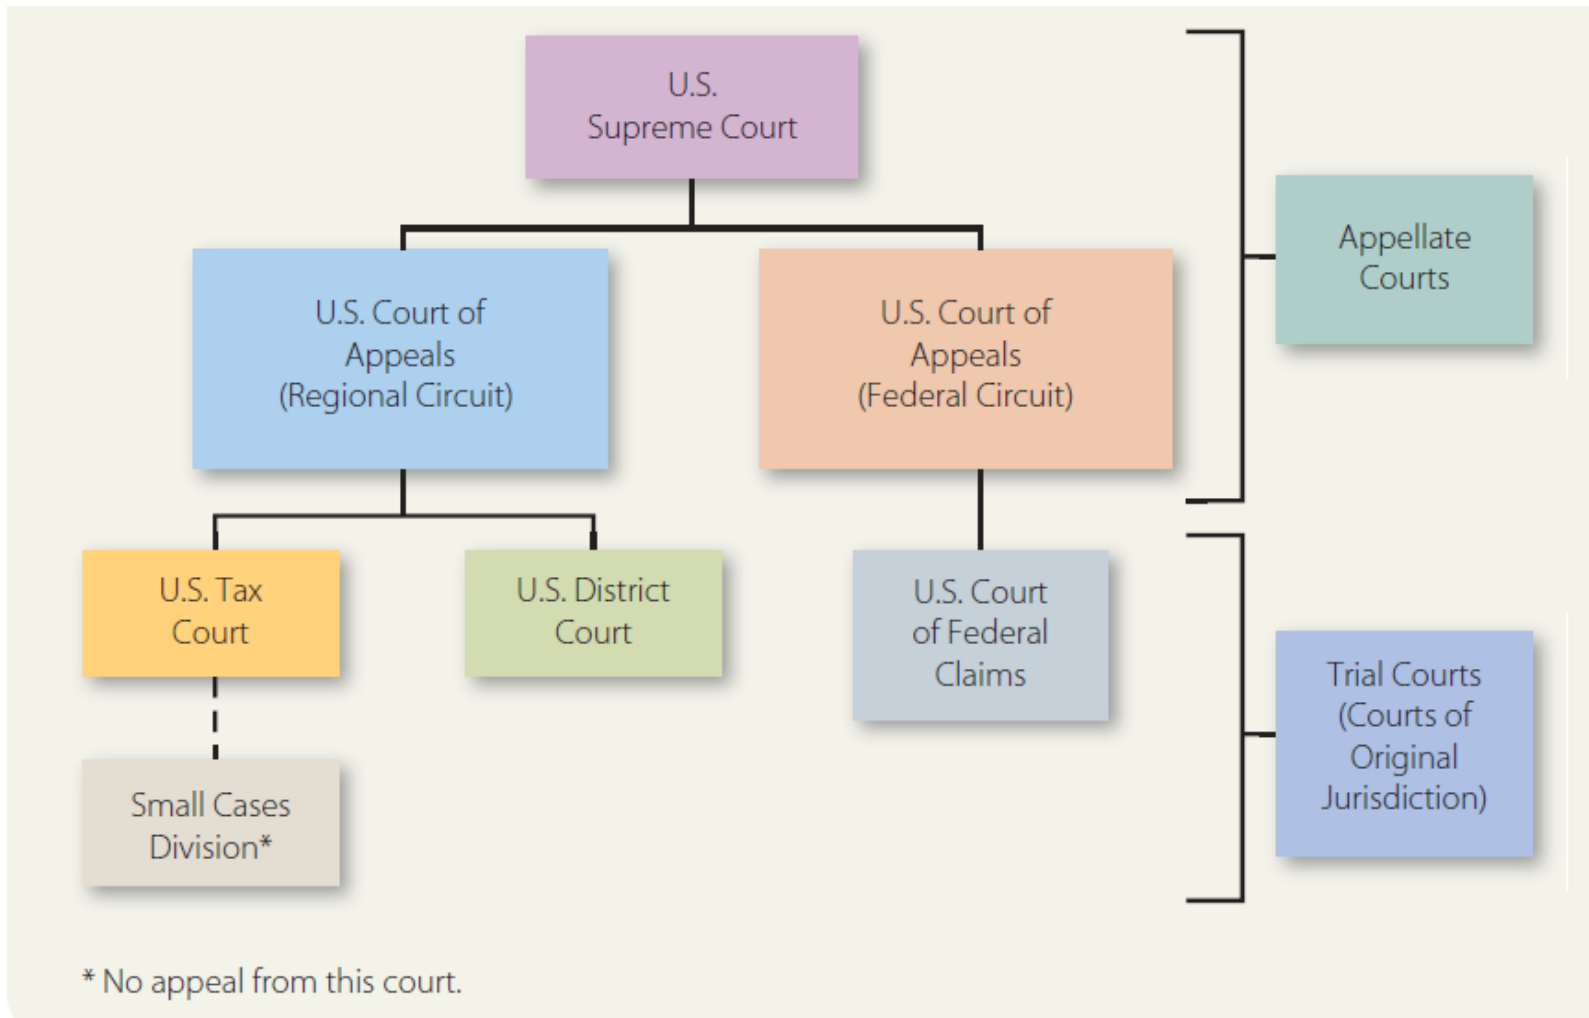 U.S.
Supreme Court
Appellate
Courts
U.S. Court of
Appeals
(Regional Circuit)
U.S. Court of
Appeals
(Federal Circuit)
U.S. Tax
Court
U.S. District
Court
U.S. Court
of Federal
Claims
Trial Courts
(Courts of
Original
Jurisdiction)
Small Cases
Division*
* No appeal from this court.